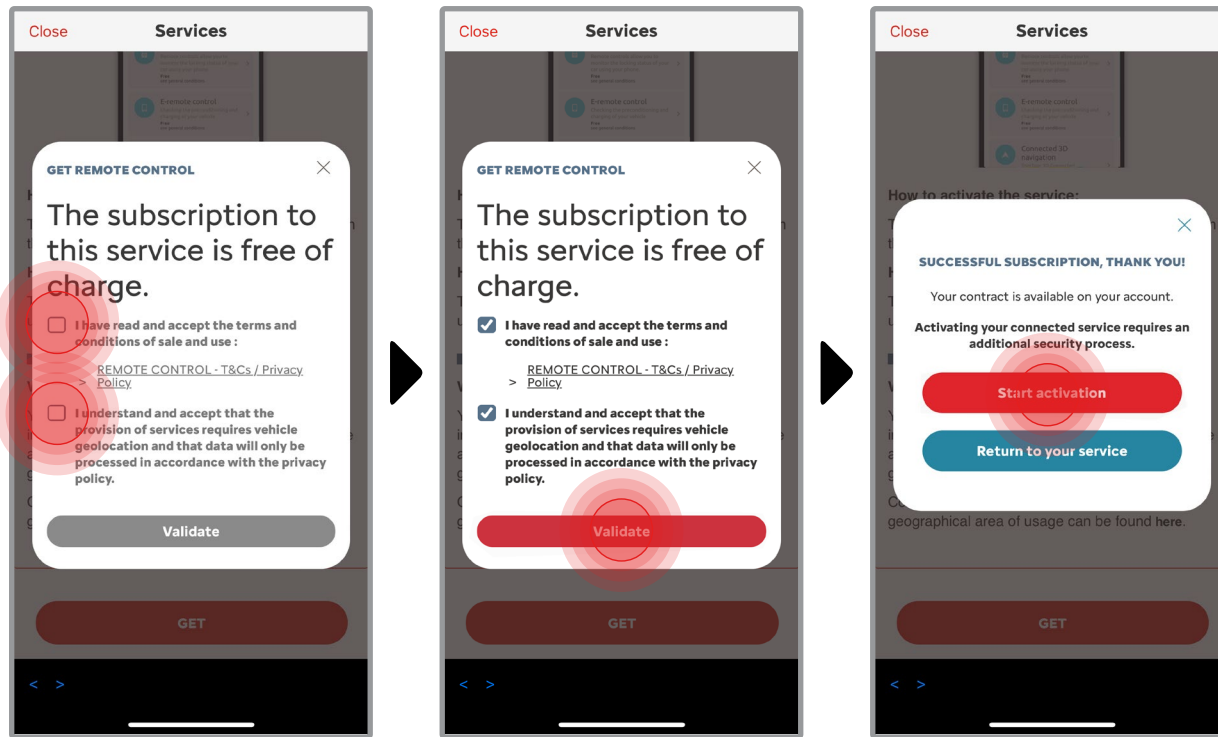 Close Services
E-remote control
Free
GET REMOTE CONTROL
The subscription to
this service is free of
charge.
I have read and accept the terms and
conditions of sale and use :
REMOTE CONTROL - T&Cs / Privacy
> Policy
I understand and accept that the
provision of services requires vehicle
geolocation and that data will only be
processed in accordance with the privacy
policy.
Validate
GET
< >
Close Services
E-remote control
Free
GET REMOTE CONTROL
The subscription to
this service is free of
charge.
I have read and accept the terms and
conditions of sale and use :
REMOTE CONTROL - T&Cs / Privacy
> Policy
I understand and accept that the
provision of services requires vehicle
geolocation and that data will only be
processed in accordance with the privacy
policy.
Validate
GET
< >
Close Services
E-remote control
Free
Connected 3D
navigation
How to activate the service:
SUCCESSFUL SUBSCRIPTION, THANK YOU!
Your contract is available on your account.
Activating your connected service requires an
additional security process.
Start activation
Return to your service
geographical area of usage can be found here.
GET
< >